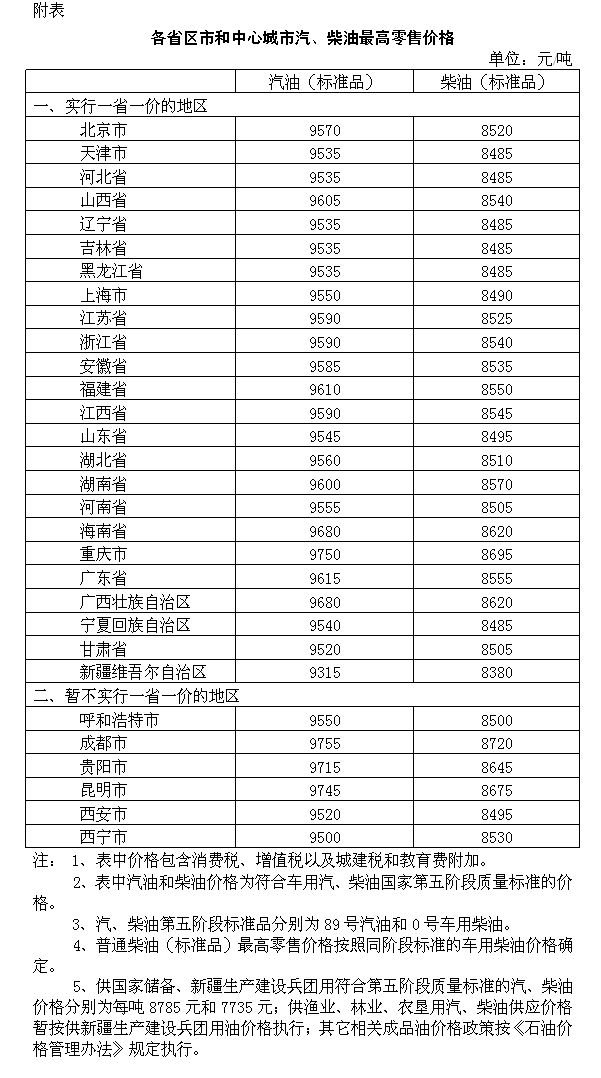 附表
各省区市和中心城市汽、柴油最高零售价格
单位：元/吨
汽油（标准品） 柴油（标准品）
一、实行一省一价的地区
北京市 9570 8520
天津市 9535 8485
河北省 9535 8485
山西省 9605 8540
辽宁省 9535 8485
吉林省 9535 8485
黑龙江省 9535 8485
上海市 9550 8490
江苏省 9590 8525
浙江省 9590 8540
安徽省 9585 8535
福建省 9610 8550
江西省 9590 8545
山东省 9545 8495
湖北省 9560 8510
湖南省 9600 8570
河南省 9555 8505
海南省 9680 8620
重庆市 9750 8695
广东省 9615 8555
广西壮族自治区 9680 8620
宁夏回族自治区 9540 8485
甘肃省 9520 8505
新疆维吾尔自治区 9315 8380
二、暂不实行一省一价的地区
呼和浩特市 9550 8500
成都市 9755 8720
贵阳市 9715 8645
昆明市 9745 8675
西安市 9520 8495
西宁市 9500 8530
注： 1、表中价格包含消费税、增值税以及城建税和教育费附加。
2、表中汽油和柴油价格为符合车用汽、柴油国家第五阶段质量标准的价
格。
3、汽、柴油第五阶段标准品分别为89号汽油和0号车用柴油。
4、普通柴油（标准品）最高零售价格按照同阶段标准的车用柴油价格确
定。
5、供国家储备、新疆生产建设兵团用符合第五阶段质量标准的汽、柴油
价格分别为每吨8785元和7735元；供渔业、林业、农垦用汽、柴油供应价格
暂按供新疆生产建设兵团用油价格执行；其它相关成品油价格政策按《石油价
格管理办法》规定执行。